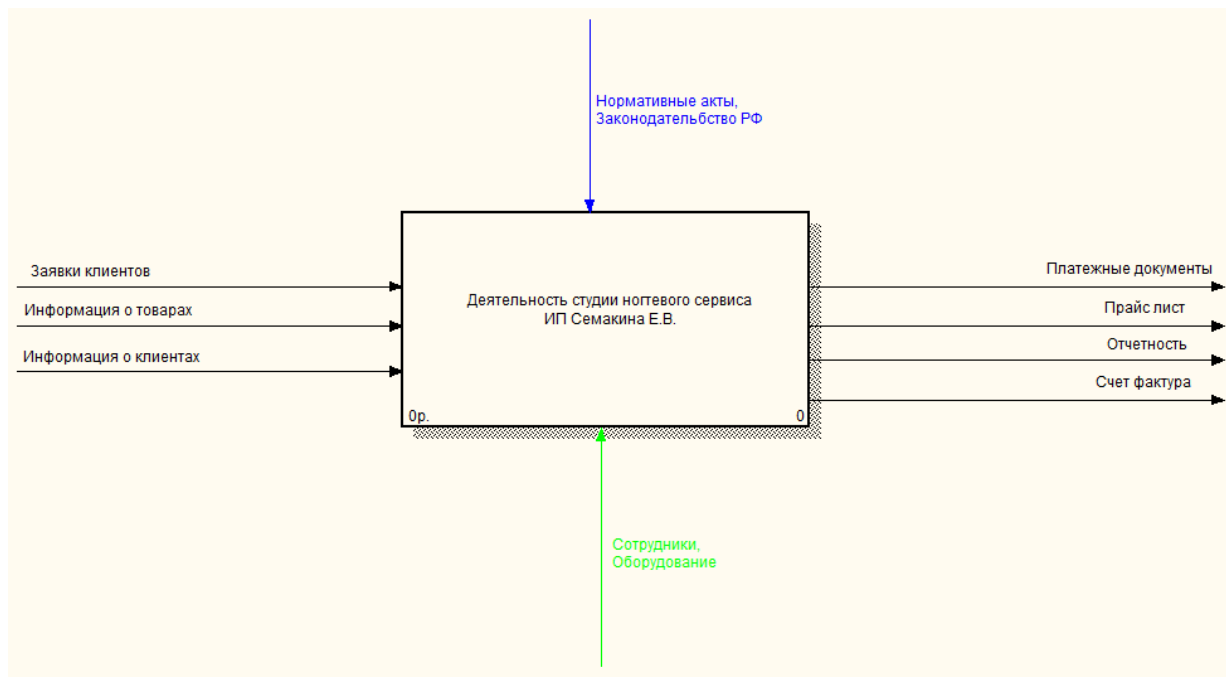 Нормативные акты,
Законодательбство РФ
Заявки клиентов
Информация о товарах
Информация о клиентах
Деятельность студии ногтевого сервиса
ИП Семакина Е.В.
0р.
0
Платежные документы
Прайс лист
Отчетность
Счет фактура
Сотрудники,
Оборудование